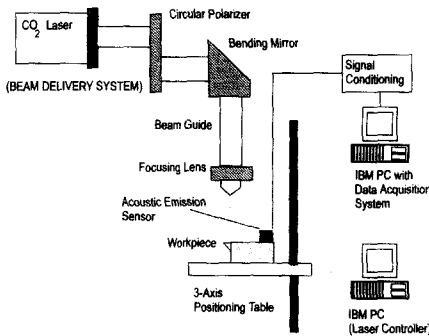 CO2 Laser
(BEAM DELIVERY SYSTEM)
Circular Polarizer
Bending Mirror
Beam Guide
Focusing Lens
Acoustic Emission
Sensor
Workpiece
3-Axis
Positioning Table
Signal
Conditioning
IBM PC with
Data Acquisition
System
IBM PC
(Laser Controller)